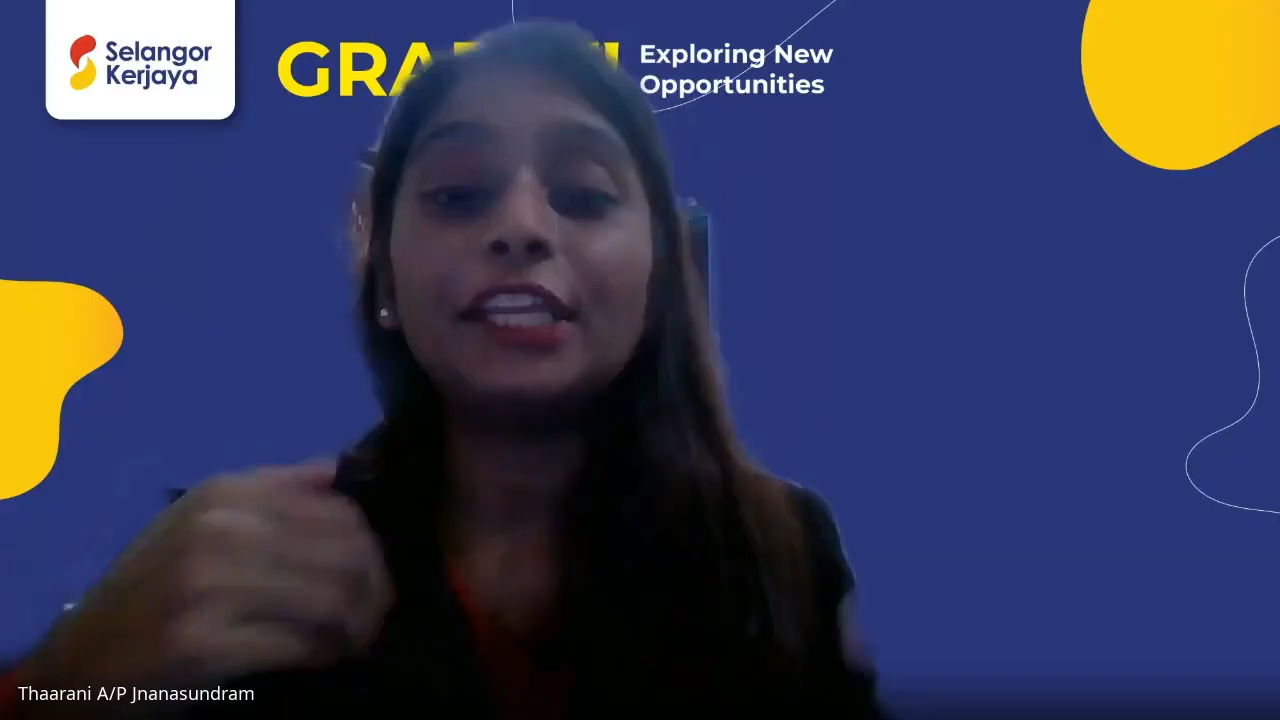 Selangor
Kerjaya
Exploring New
Opportunities
Thaarani A/P Jnanasundram